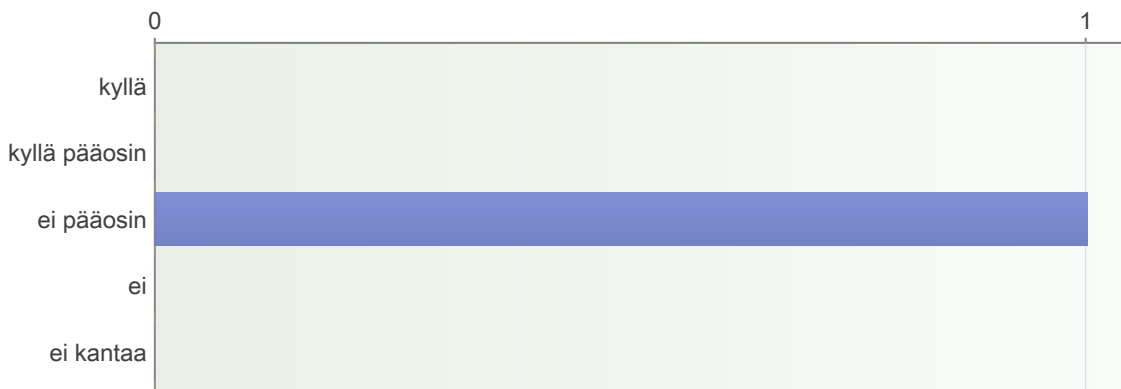 0 1
kyllä
kyllä pääosin
ei pääosin
ei
ei kantaa